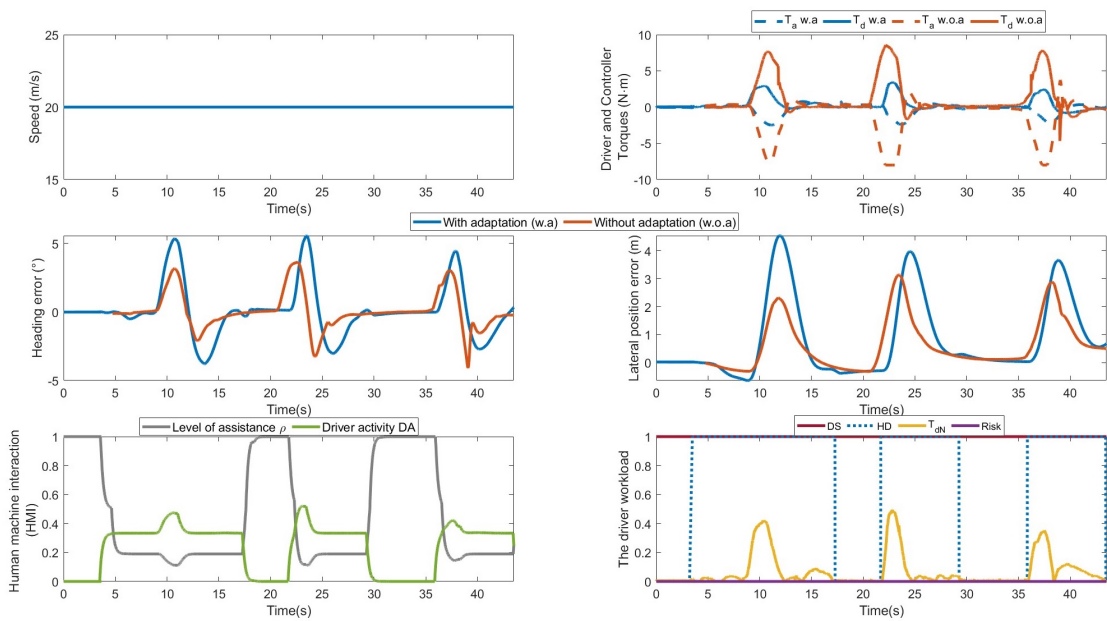 25
20
15
Speed (m/s)
0 5 10 15 20 25 30 35 40
Time(s)
T_a w.a T_d w.a T_a w.o.a T_d w.o.a
10
5
0
-5
-10
Driver and Controller
Torques (N·m)
0 5 10 15 20 25 30 35 40
Time(s)
With adaptation (w.a) Without adaptation (w.o.a)
5
0
-5
Heading error (°)
0 5 10 15 20 25 30 35 40
Time(s)
4
3
2
1
0
Lateral position error (m)
0 5 10 15 20 25 30 35 40
Time(s)
Level of assistance ρ Driver activity DA
1
0.8
0.6
0.4
0.2
0
Human machine interaction
(HMI)
0 5 10 15 20 25 30 35 40
Time(s)
DS HD T_dN Risk
1
0.8
0.6
0.4
0.2
0
The driver workload
0 5 10 15 20 25 30 35 40
Time(s)